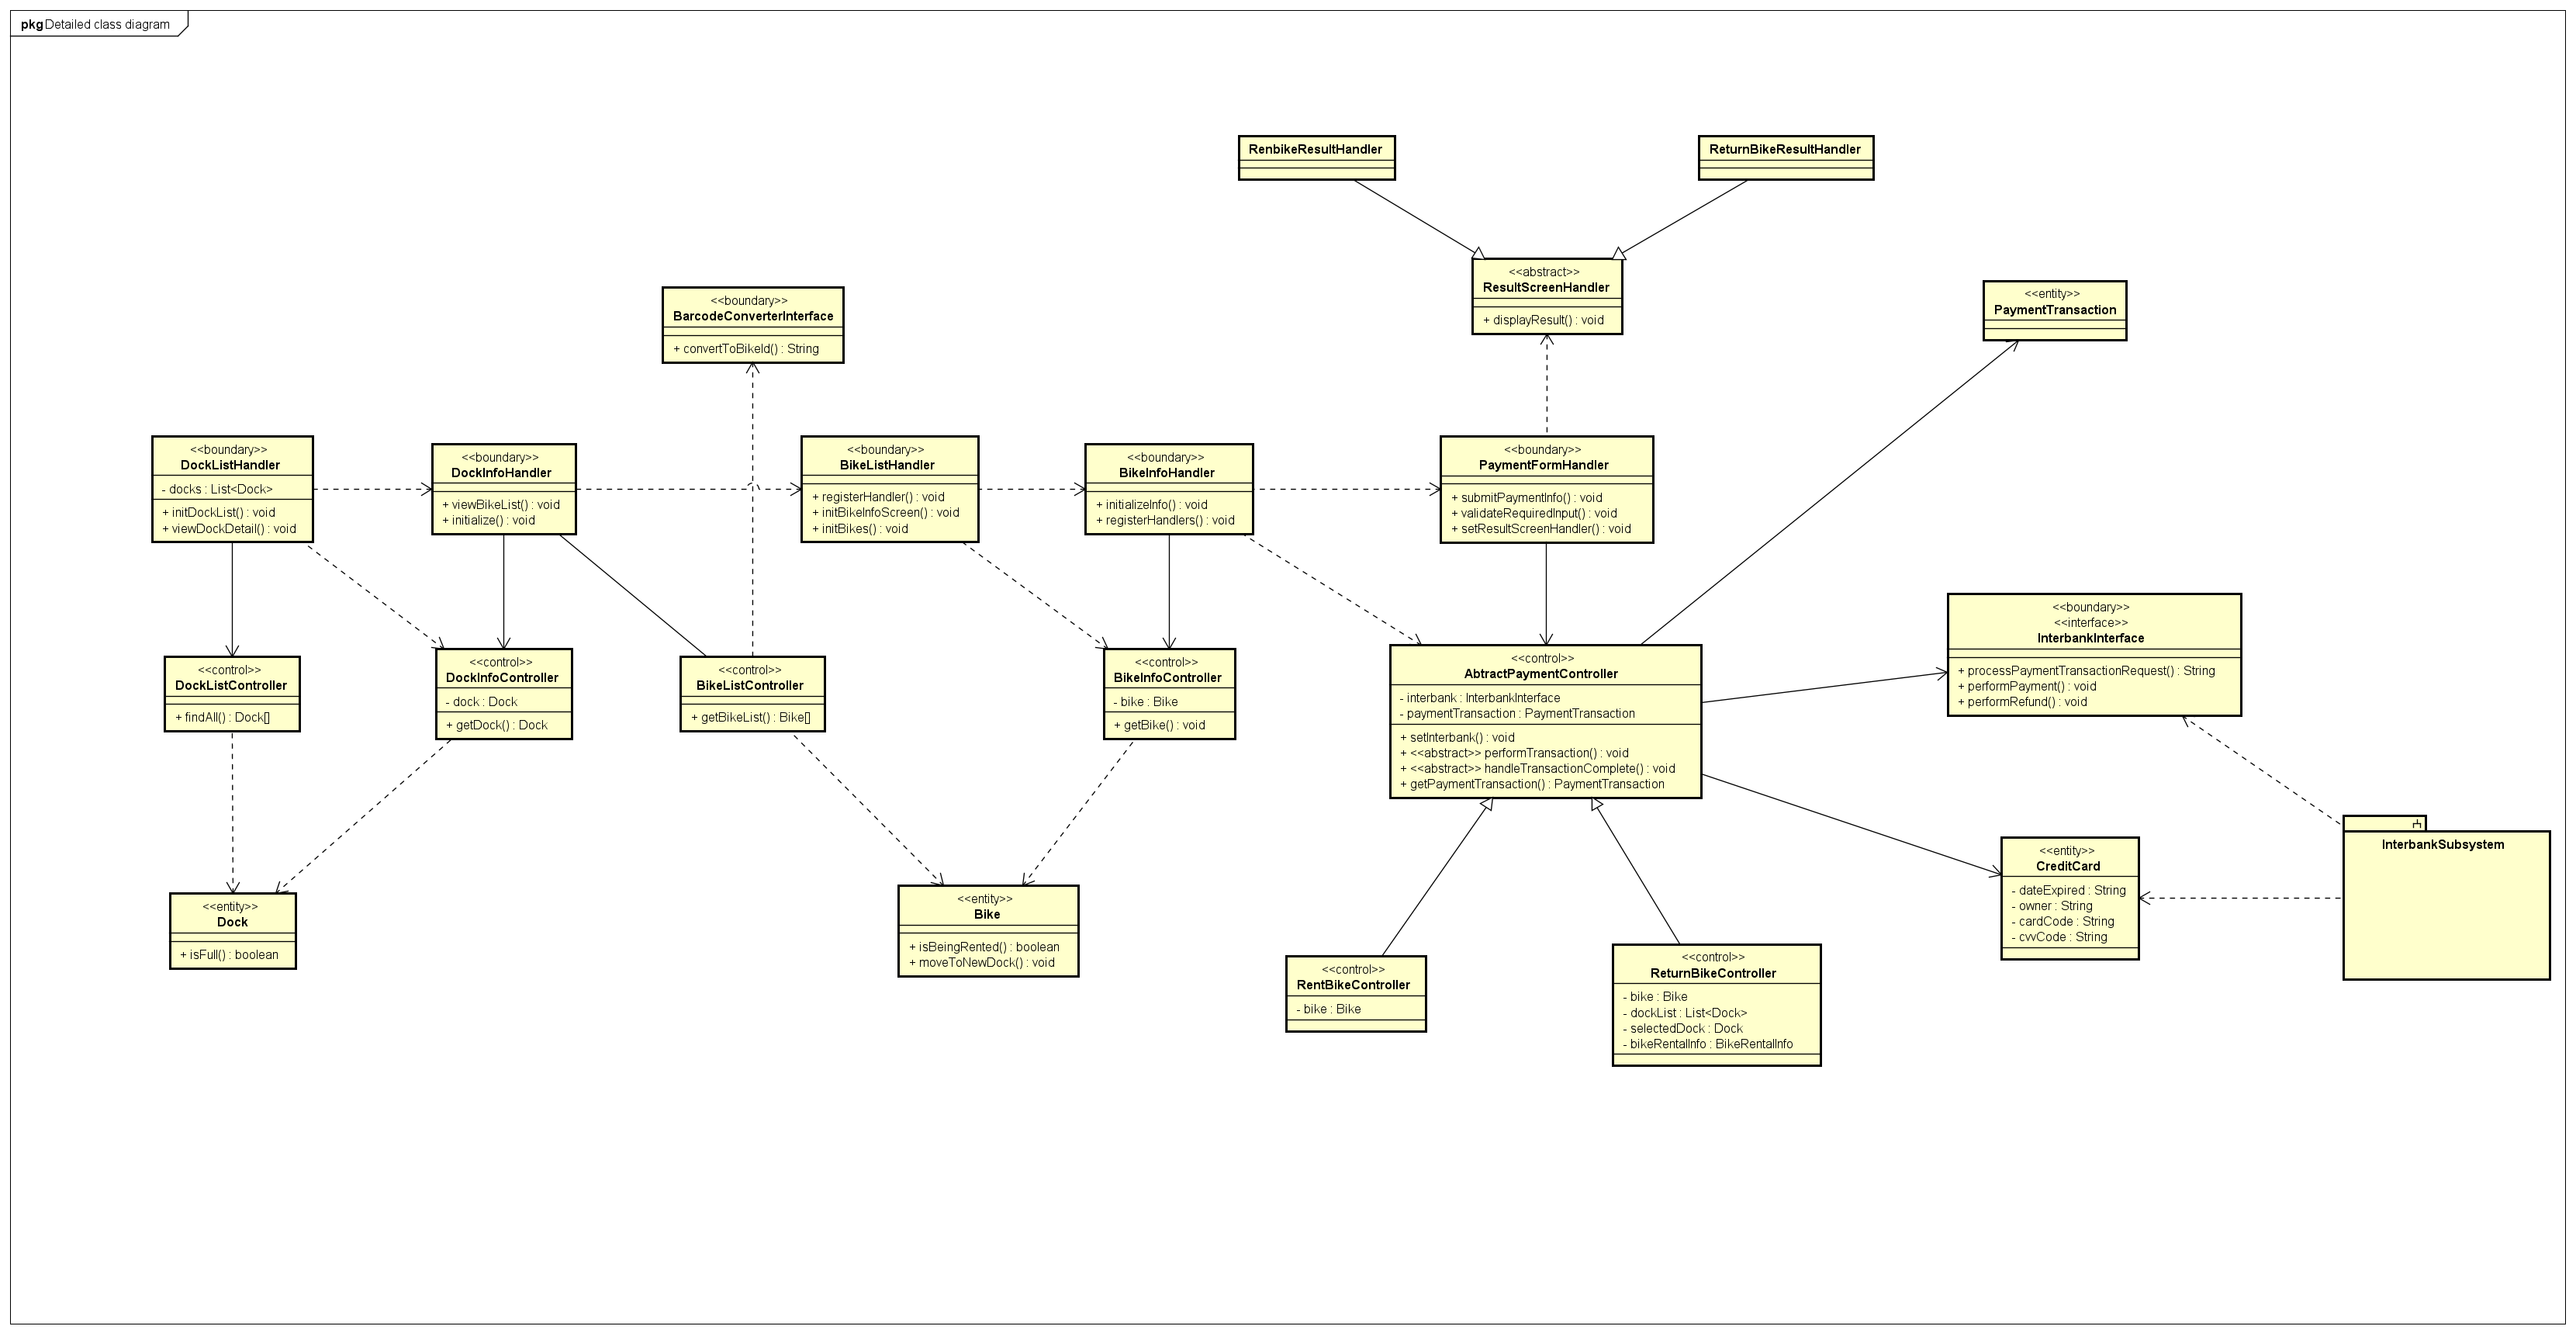 pkg Detailed class diagram
RenbikeResultHandler
ReturnBikeResultHandler
<<abstract>>
ResultScreenHandler
+ displayResult() : void
<<entity>>
PaymentTransaction
<<boundary>>
BarcodeConverterInterface
+ convertToBikeId() : String
<<boundary>>
DockListHandler
- docks : List<Dock>
+ initDockList() : void
+ viewDockDetail() : void
<<boundary>>
DockInfoHandler
+ viewBikeList() : void
+ initialize() : void
<<boundary>>
BikeListHandler
+ registerHandler() : void
+ initBikeInfoScreen() : void
+ initBikes() : void
<<boundary>>
BikeInfoHandler
+ initializeInfo() : void
+ registerHandlers() : void
<<boundary>>
PaymentFormHandler
+ submitPaymentInfo() : void
+ validateRequiredInput() : void
+ setResultScreenHandler() : void
<<control>>
DockListController
+ findAll() : Dock[]
<<control>>
DockInfoController
- dock : Dock
+ getDock() : Dock
<<control>>
BikeListController
+ getBikeList() : Bike[]
<<control>>
BikeInfoController
- bike : Bike
+ getBike() : void
<<control>>
AbtractPaymentController
- interbank : InterbankInterface
- paymentTransaction : PaymentTransaction
+ setInterbank() : void
+ <<abstract>> performTransaction() : void
+ <<abstract>> handleTransactionComplete() : void
+ getPaymentTransaction() : PaymentTransaction
<<boundary>>
<<interface>>
InterbankInterface
+ processPaymentTransactionRequest() : String
+ performPayment() : void
+ performRefund() : void
<<entity>>
Dock
+ isFull() : boolean
<<entity>>
Bike
+ isBeingRented() : boolean
+ moveToNewDock() : void
<<control>>
RentBikeController
- bike : Bike
<<control>>
ReturnBikeController
- bike : Bike
- dockList : List<Dock>
- selectedDock : Dock
- bikeRentalInfo : BikeRentalInfo
<<entity>>
CreditCard
- dateExpired : String
- owner : String
- cardCode : String
- cvvCode : String
InterbankSubsystem